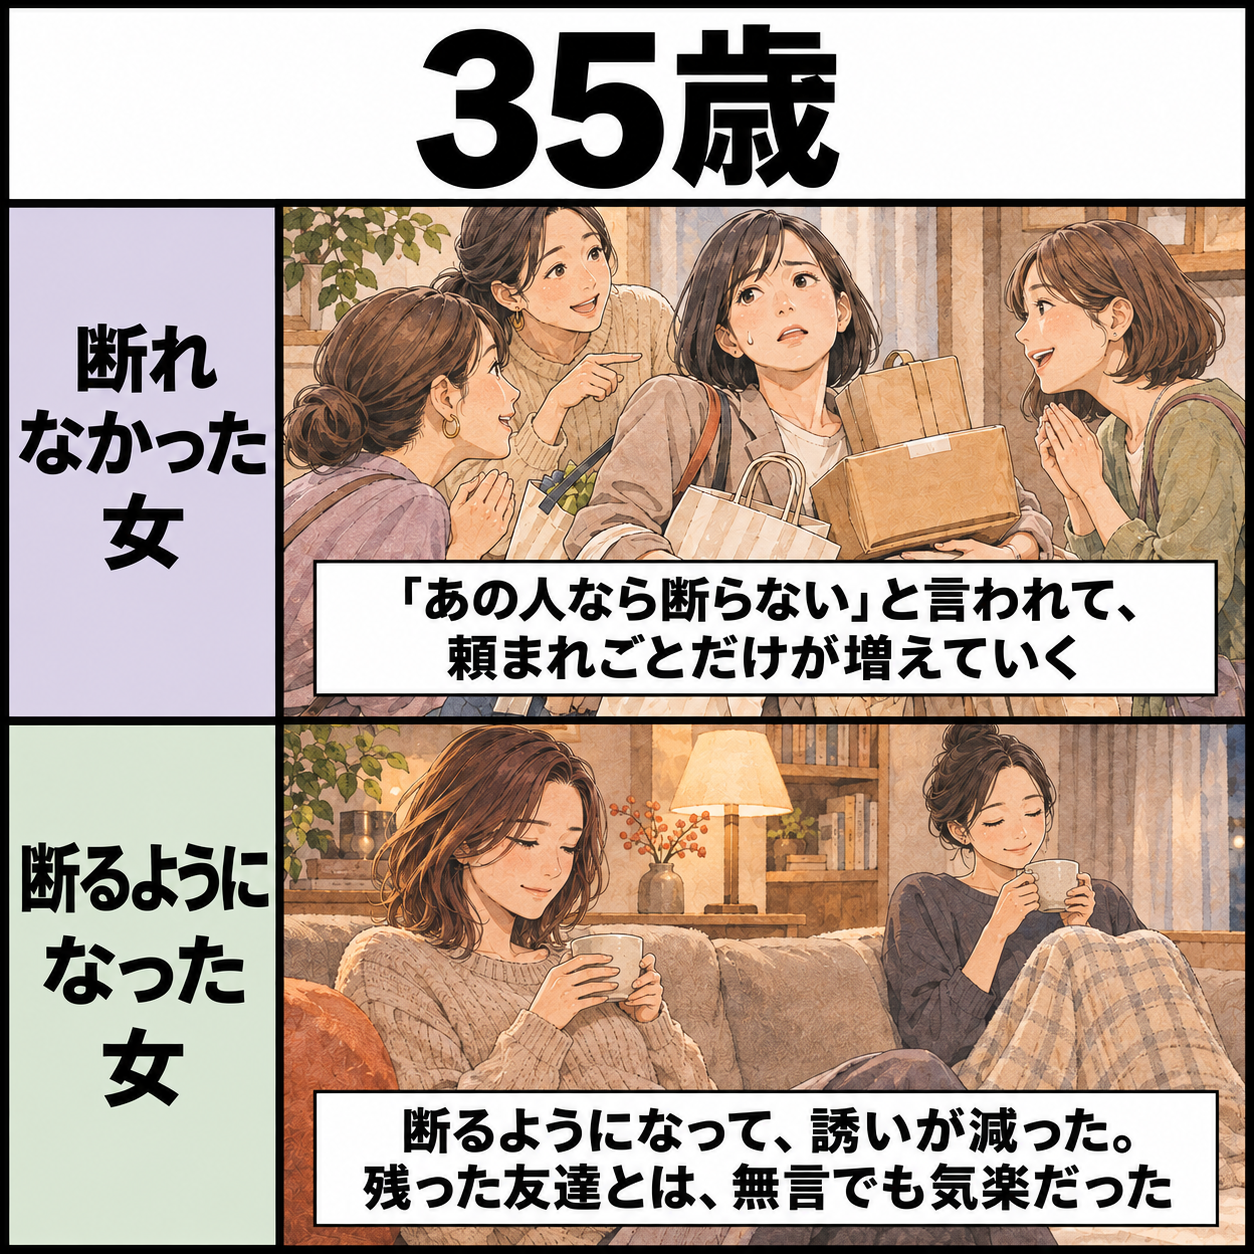 35歳
断れ
なかった
女
「あの人なら断らない」と言われて、
頼まれごとだけが増えていく
断るように
なった
女
断るようになって、誘いが減った。
残った友達とは、無言でも気楽だった